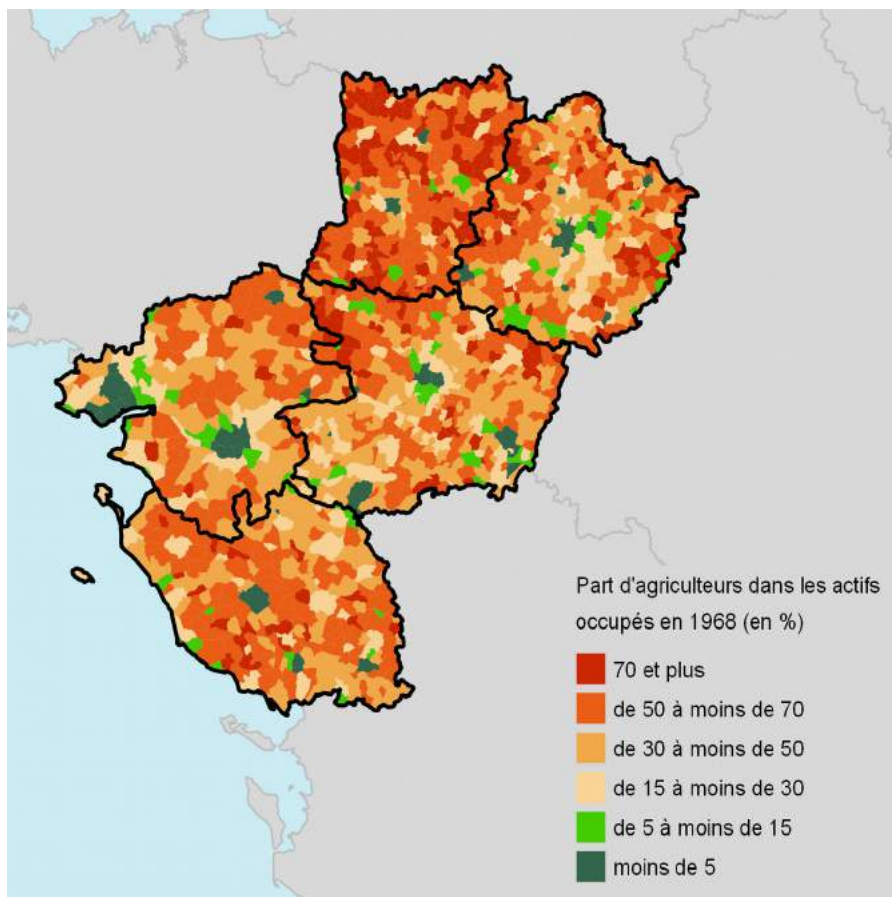 Part d'agriculteurs dans les actifs
occupés en 1968 (en %)
70 et plus
de 50 à moins de 70
de 30 à moins de 50
de 15 à moins de 30
de 5 à moins de 15
moins de 5